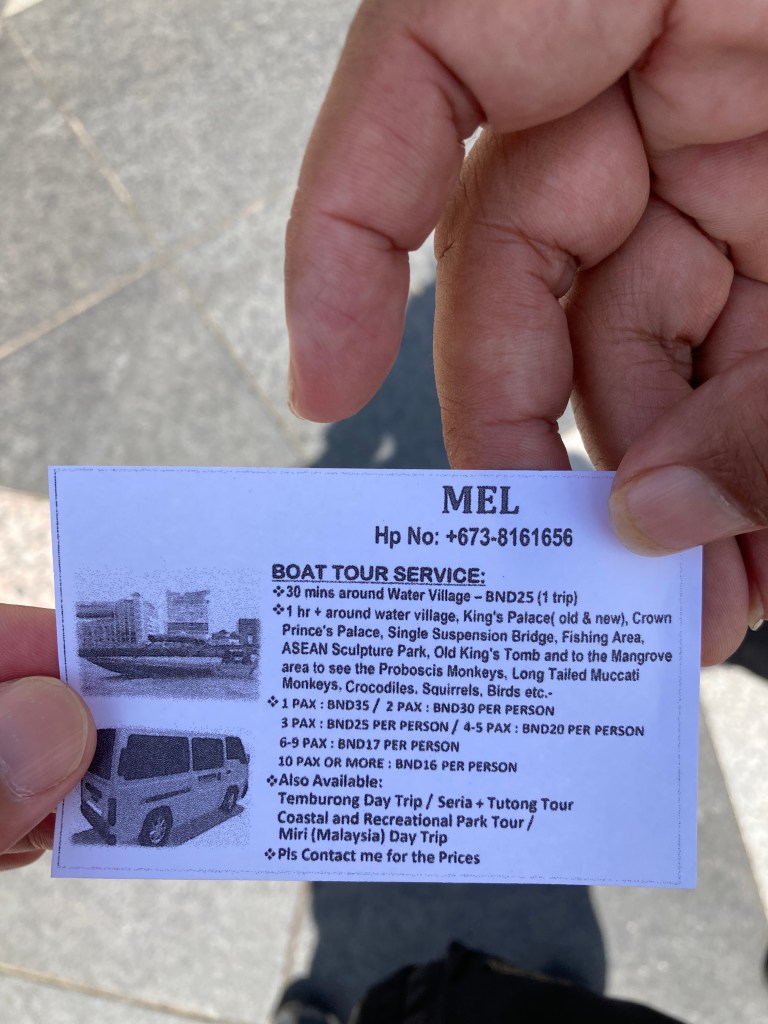 MEL
Hp No: +673-8161656
BOAT TOUR SERVICE:
❖30 mins around Water Village – BND25 (1 trip)
❖1 hr + around water village, King's Palace( old & new), Crown
Prince's Palace, Single Suspension Bridge, Fishing Area,
ASEAN Sculpture Park, Old King's Tomb and to the Mangrove
area to see the Proboscis Monkeys, Long Tailed Muccati
Monkeys, Crocodiles, Squirrels, Birds etc.-
❖1 PAX : BND35 / 2 PAX : BND30 PER PERSON
3 PAX : BND25 PER PERSON / 4-5 PAX : BND20 PER PERSON
6-9 PAX : BND17 PER PERSON
10 PAX OR MORE : BND16 PER PERSON
❖Also Available:
Temburong Day Trip / Seria + Tutong Tour
Coastal and Recreational Park Tour /
Miri (Malaysia) Day Trip
❖Pls Contact me for the Prices